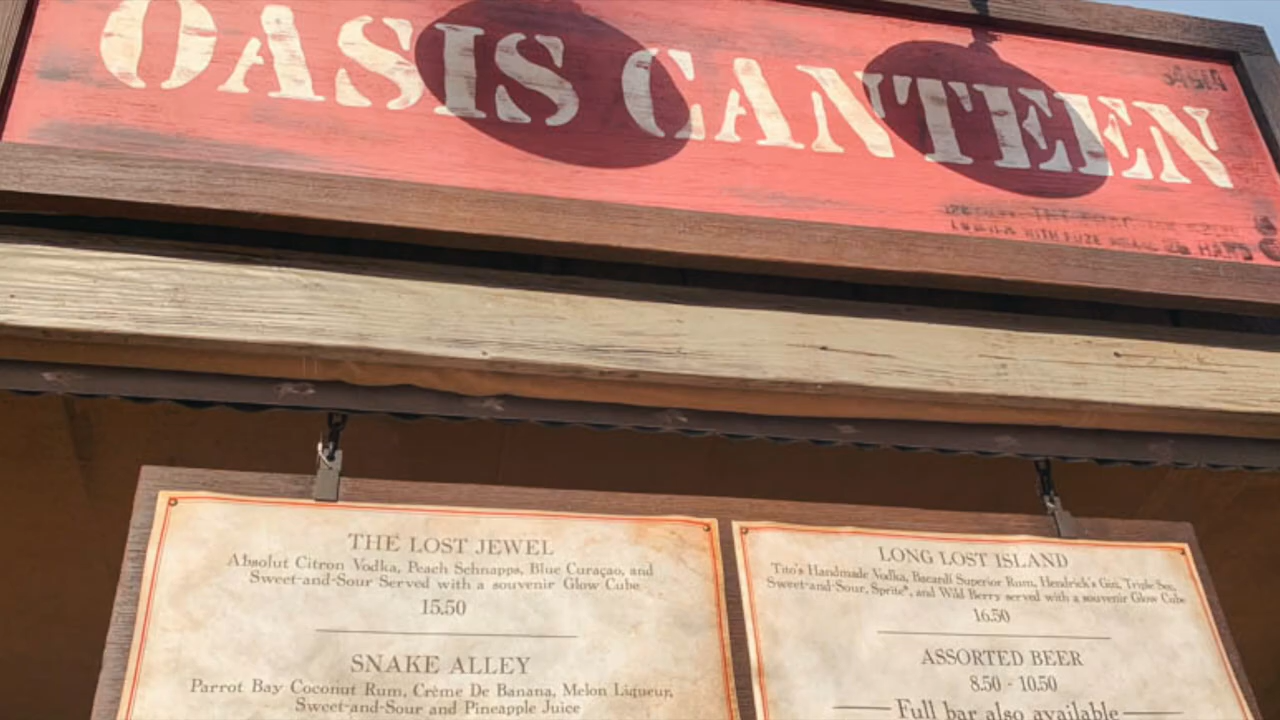 OASIS CANTEEN
THE LOST JEWEL
Absolut Citron Vodka, Peach Schnapps, Blue Curaçao, and
Sweet-and-Sour Served with a souvenir Glow Cube
15.50
SNAKE ALLEY
Parrot Bay Coconut Rum, Crème De Banana, Melon Liqueur,
Sweet-and-Sour and Pineapple Juice
LONG LOST ISLAND
Tito's Handmade Vodka, Bacardi Superior Rum, Hendrick's Gin, Triple Sec,
Sweet-and-Sour, Sprite®, and Wild Berry served with a souvenir Glow Cube
16.50
ASSORTED BEER
8.50 - 10.50
Full bar also available